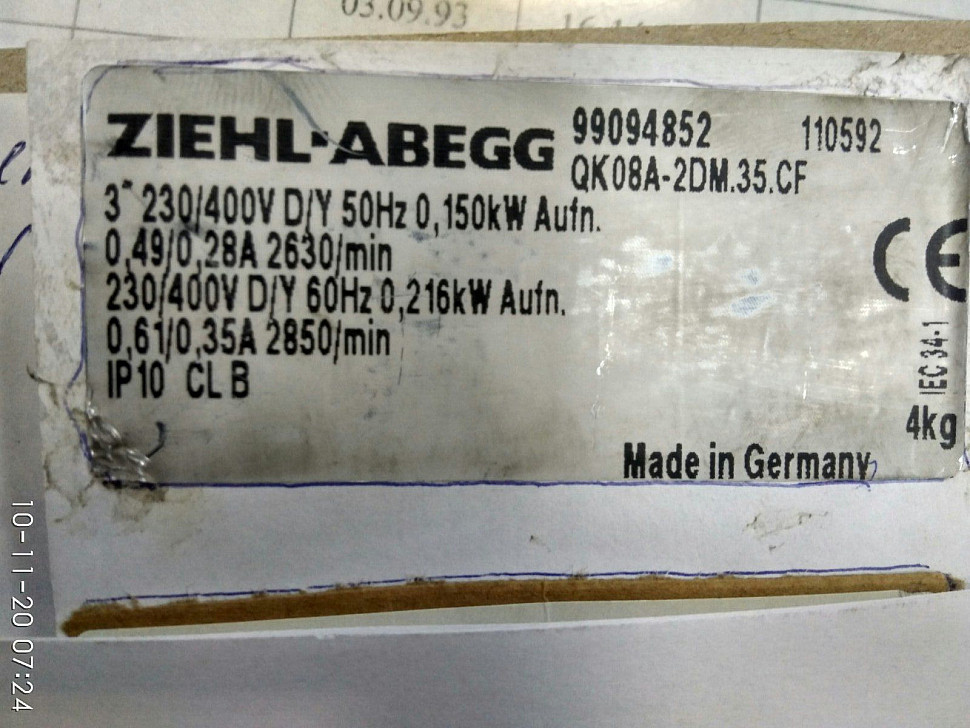 03.09.93
ZIEHL-ABEGG
99094852 110592
QK08A-2DM.35.CF
3~ 230/400V D/Y 50Hz 0,150kW Aufn.
0,49/0,28A 2630/min
230/400V D/Y 60Hz 0,216kW Aufn.
0,61/0,35A 2850/min
IP10 CL B
CE
IEC 34-1
4kg
Made in Germany
10-11-20 07:24